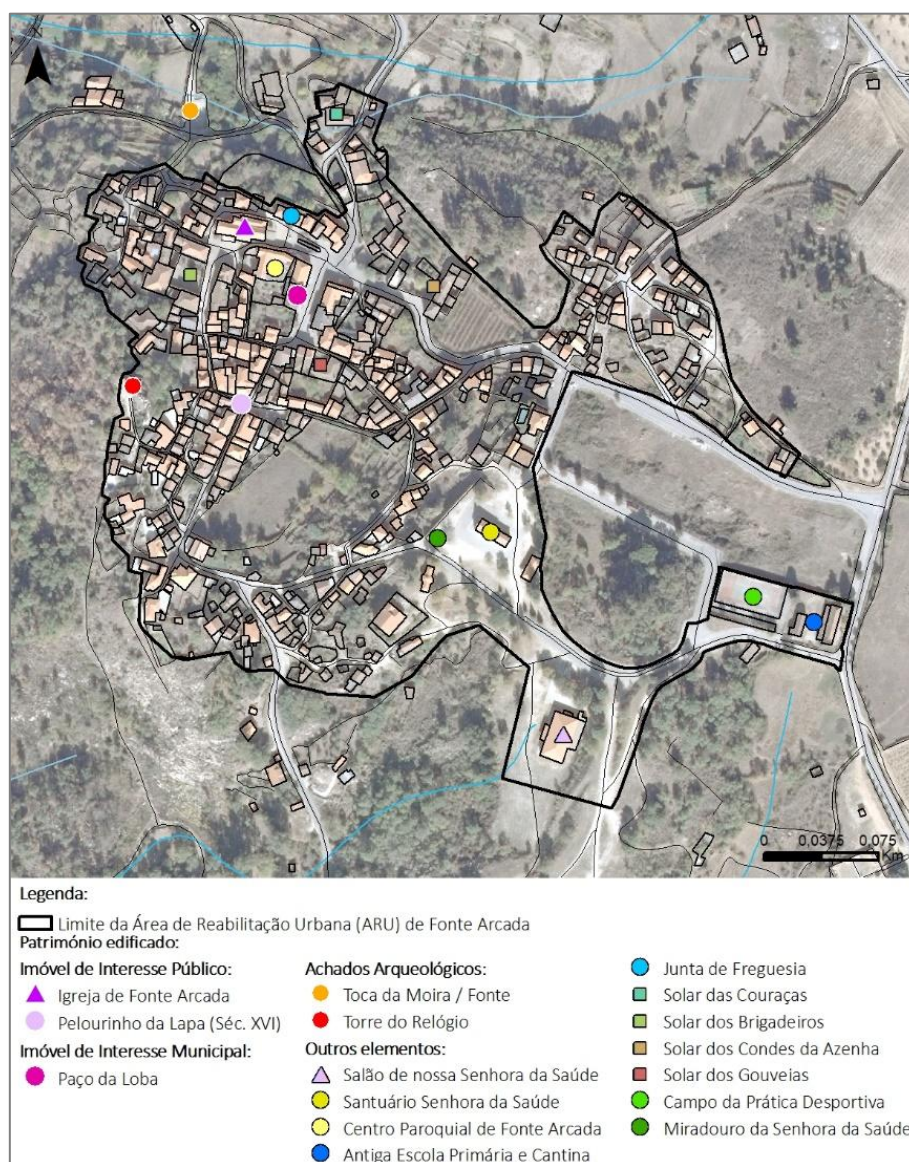 0 0,0375 0,075
Km
Legenda:
Limite da Área de Reabilitação Urbana (ARU) de Fonte Arcada
Património edificado:
Imóvel de Interesse Público:
Igreja de Fonte Arcada
Pelourinho da Lapa (Séc. XVI)
Imóvel de Interesse Municipal:
Paço da Loba
Achados Arqueológicos:
Toca da Moira / Fonte
Torre do Relógio
Outros elementos:
Salão de nossa Senhora da Saúde
Santuário Senhora da Saúde
Centro Paroquial de Fonte Arcada
Antiga Escola Primária e Cantina
Junta de Freguesia
Solar das Couraças
Solar dos Brigadeiros
Solar dos Condes da Azenha
Solar dos Gouveias
Campo da Prática Desportiva
Miradouro da Senhora da Saúde